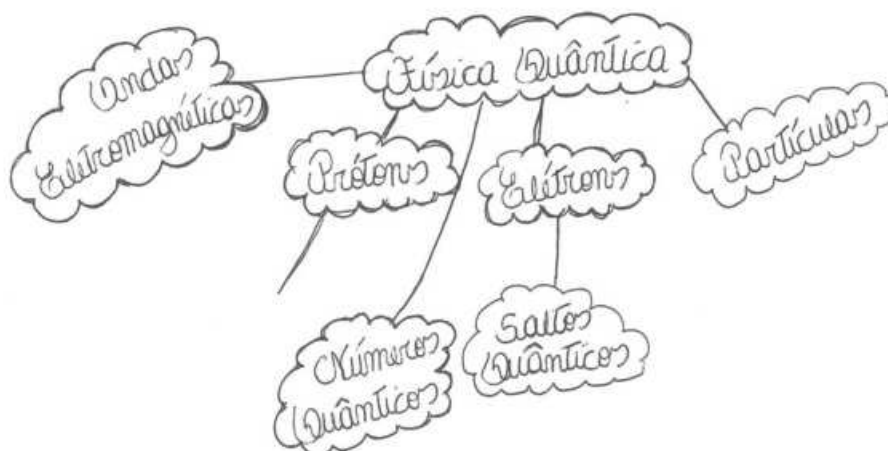 Ondas
Eletromagnéticas
Física Quântica
Prótons
Elétrons
Partículas
Números
Quânticos
Saltos
Quânticos